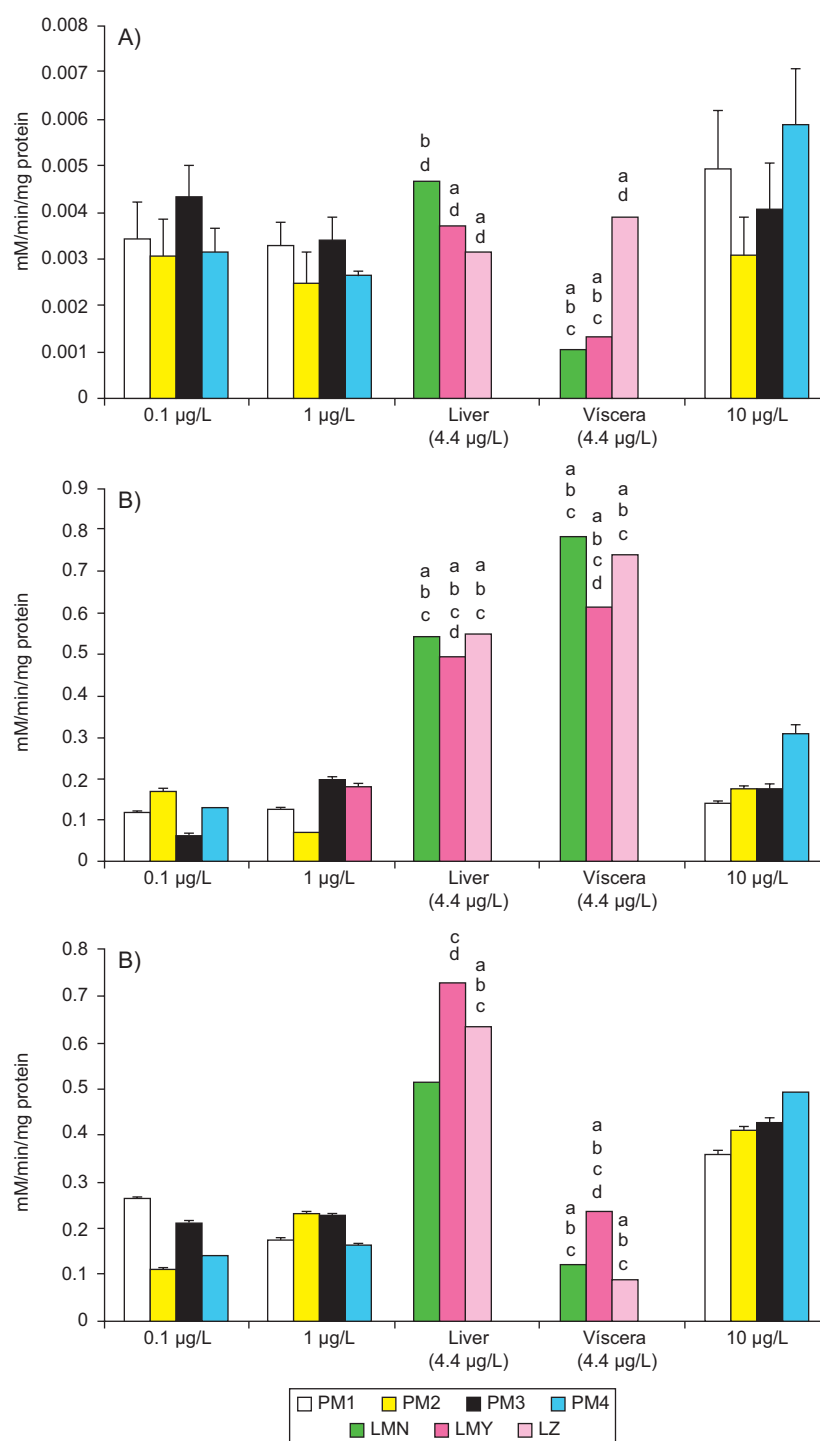 A)
mM/min/mg protein
0.008
0.007
0.006
0.005
0.004
0.003
0.002
0.001
0
b
d
a
d
a
d
a
b
c
a
b
c
a
d
0.1 µg/L
1 µg/L
Liver
(4.4 µg/L)
Víscera
(4.4 µg/L)
10 µg/L
B)
mM/min/mg protein
0.9
0.8
0.7
0.6
0.5
0.4
0.3
0.2
0.1
0
a
b
c
a
b
c
d
a
b
c
a
b
c
a
b
c
d
a
b
c
0.1 µg/L
1 µg/L
Liver
(4.4 µg/L)
Víscera
(4.4 µg/L)
10 µg/L
B)
mM/min/mg protein
0.8
0.7
0.6
0.5
0.4
0.3
0.2
0.1
0
c
d
a
b
c
a
b
c
a
b
c
d
a
b
c
0.1 µg/L
1 µg/L
Liver
(4.4 µg/L)
Víscera
(4.4 µg/L)
10 µg/L
PM1 PM2 PM3 PM4
LMN LMY LZ